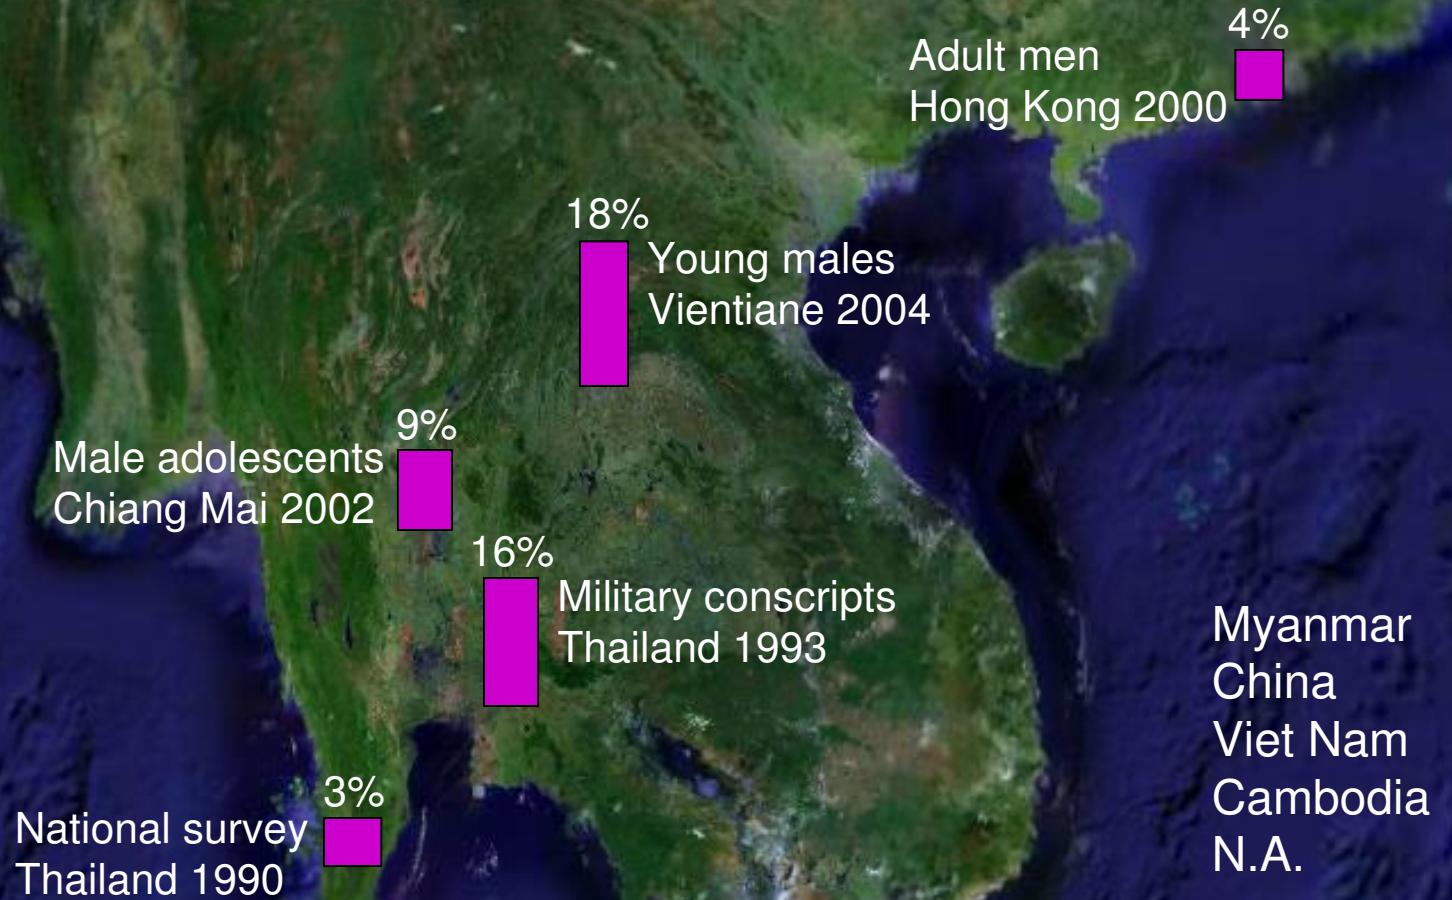 4%
Adult men
Hong Kong 2000
18%
Young males
Vientiane 2004
9%
Male adolescents
Chiang Mai 2002
16%
Military conscripts
Thailand 1993
Myanmar
China
Viet Nam
Cambodia
N.A.
3%
National survey
Thailand 1990